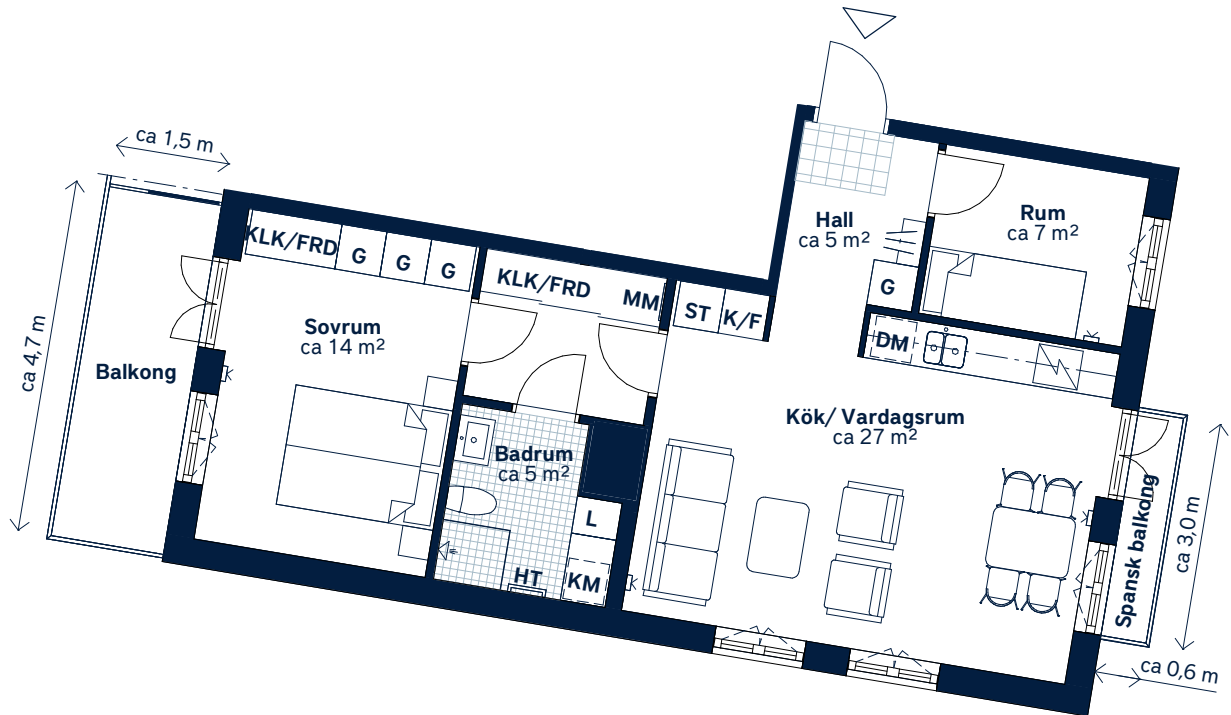 ca 1,5 m
ca 4,7 m
Balkong
KLK/FRD
G
G
G
Sovrum
ca 14 m²
KLK/FRD
MM
ST
K/F
Hall
ca 5 m²
G
Rum
ca 7 m²
DM
Kök/ Vardagsrum
ca 27 m²
Badrum
ca 5 m²
L
HT
KM
Spansk balkong
ca 3,0 m
ca 0,6 m